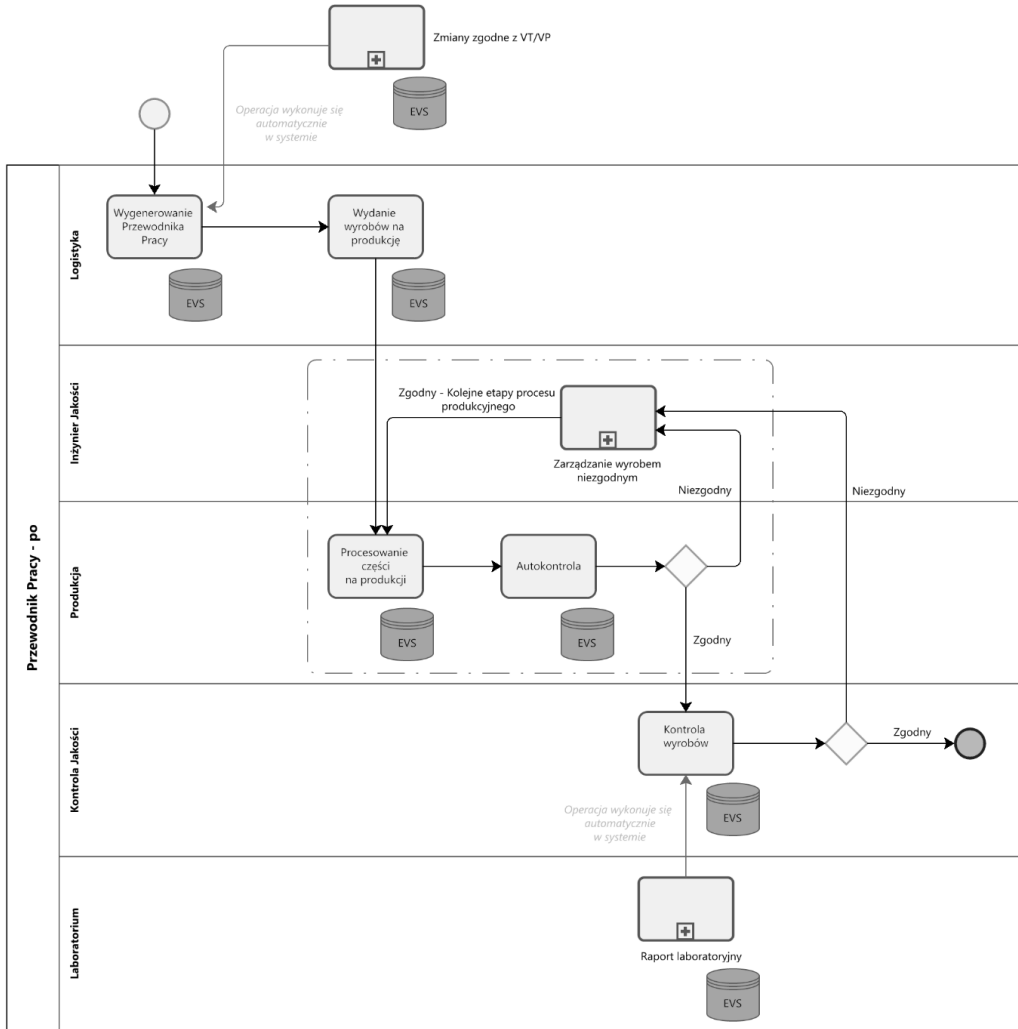 Zmiany zgodne z VT/VP
EVS
Operacja wykonuje się
automatycznie
w systemie
Przewodnik Pracy - po
Logistyka
Wygenerowanie
Przewodnika
Pracy
EVS
Wydanie
wyrobów na
produkcję
EVS
Inżynier Jakości
Zgodny - Kolejne etapy procesu
produkcyjnego
Zarządzanie wyrobem
niezgodnym
Niezgodny
Niezgodny
Produkcja
Procesowanie
części
na produkcji
EVS
Autokontrola
EVS
Zgodny
Kontrola Jakości
Kontrola
wyrobów
EVS
Zgodny
Operacja wykonuje się
automatycznie
w systemie
Laboratorium
Raport laboratoryjny
EVS